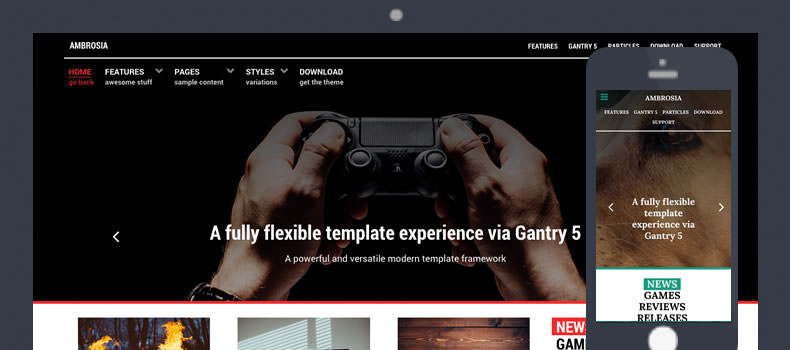 AMBROSIA
FEATURES GANTRY 5 PARTICLES DOWNLOAD SUPPORT
HOME FEATURES PAGES STYLES DOWNLOAD
go back awesome stuff sample content variations get the theme
A fully flexible template experience via Gantry 5
A powerful and versatile modern template framework
NEWS
GAM
AMBROSIA
FEATURES GANTRY 5 PARTICLES DOWNLOAD
SUPPORT
A fully flexible
template
experience via
Gantry 5
NEWS
GAMES
REVIEWS
RELEASES